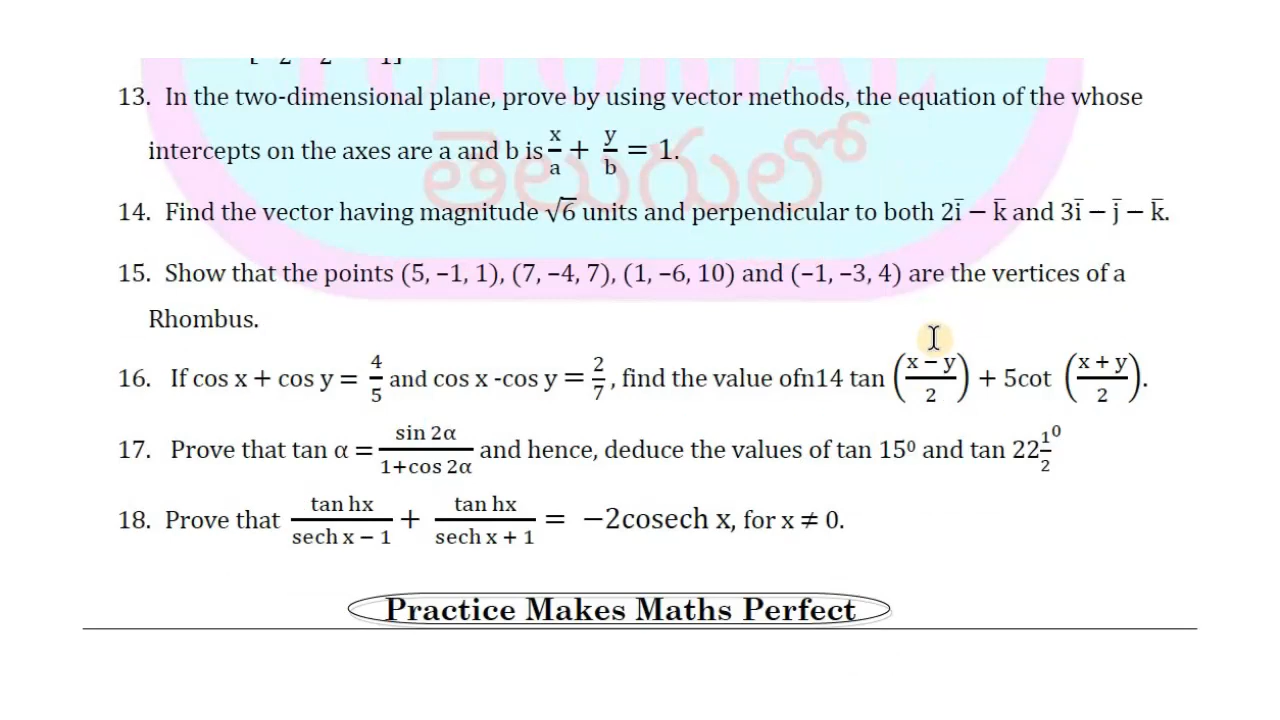 13. In the two-dimensional plane, prove by using vector methods, the equation of the whose
intercepts on the axes are a and b is x/a + y/b = 1.
తెలుగులో
14. Find the vector having magnitude √6 units and perpendicular to both 2i̅ − k̅ and 3i̅ − j̅ − k̅.
15. Show that the points (5, −1, 1), (7, −4, 7), (1, −6, 10) and (−1, −3, 4) are the vertices of a
Rhombus.
16. If cos x + cos y = 4/5 and cos x -cos y = 2/7, find the value ofn14 tan ((x − y)/2) + 5cot ((x + y)/2).
17. Prove that tan α = sin 2α/(1+cos 2α) and hence, deduce the values of tan 15⁰ and tan 22 1/2⁰
18. Prove that tan hx/(sech x − 1) + tan hx/(sech x + 1) = −2cosech x, for x ≠ 0.
Practice Makes Maths Perfect